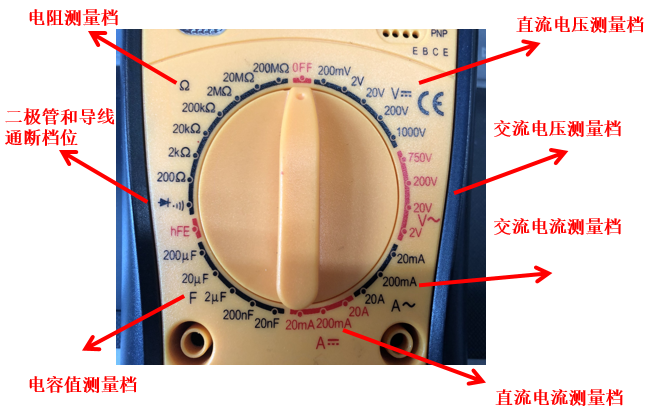 电阻测量档
直流电压测量档
PNP
E B C E
200MΩ
OFF
200mV
20MΩ
2V
Ω
2MΩ
20V
V⎓
200kΩ
200V
CE
二极管和导线
通断档位
20kΩ
1000V
交流电压测量档
2kΩ
750V
200Ω
200V
20V
V~
hFE
2V
交流电流测量档
200μF
20mA
20μF
200mA
F
2μF
20A
A~
200nF
20A
20nF
20mA
200mA
A⎓
电容值测量档
直流电流测量档